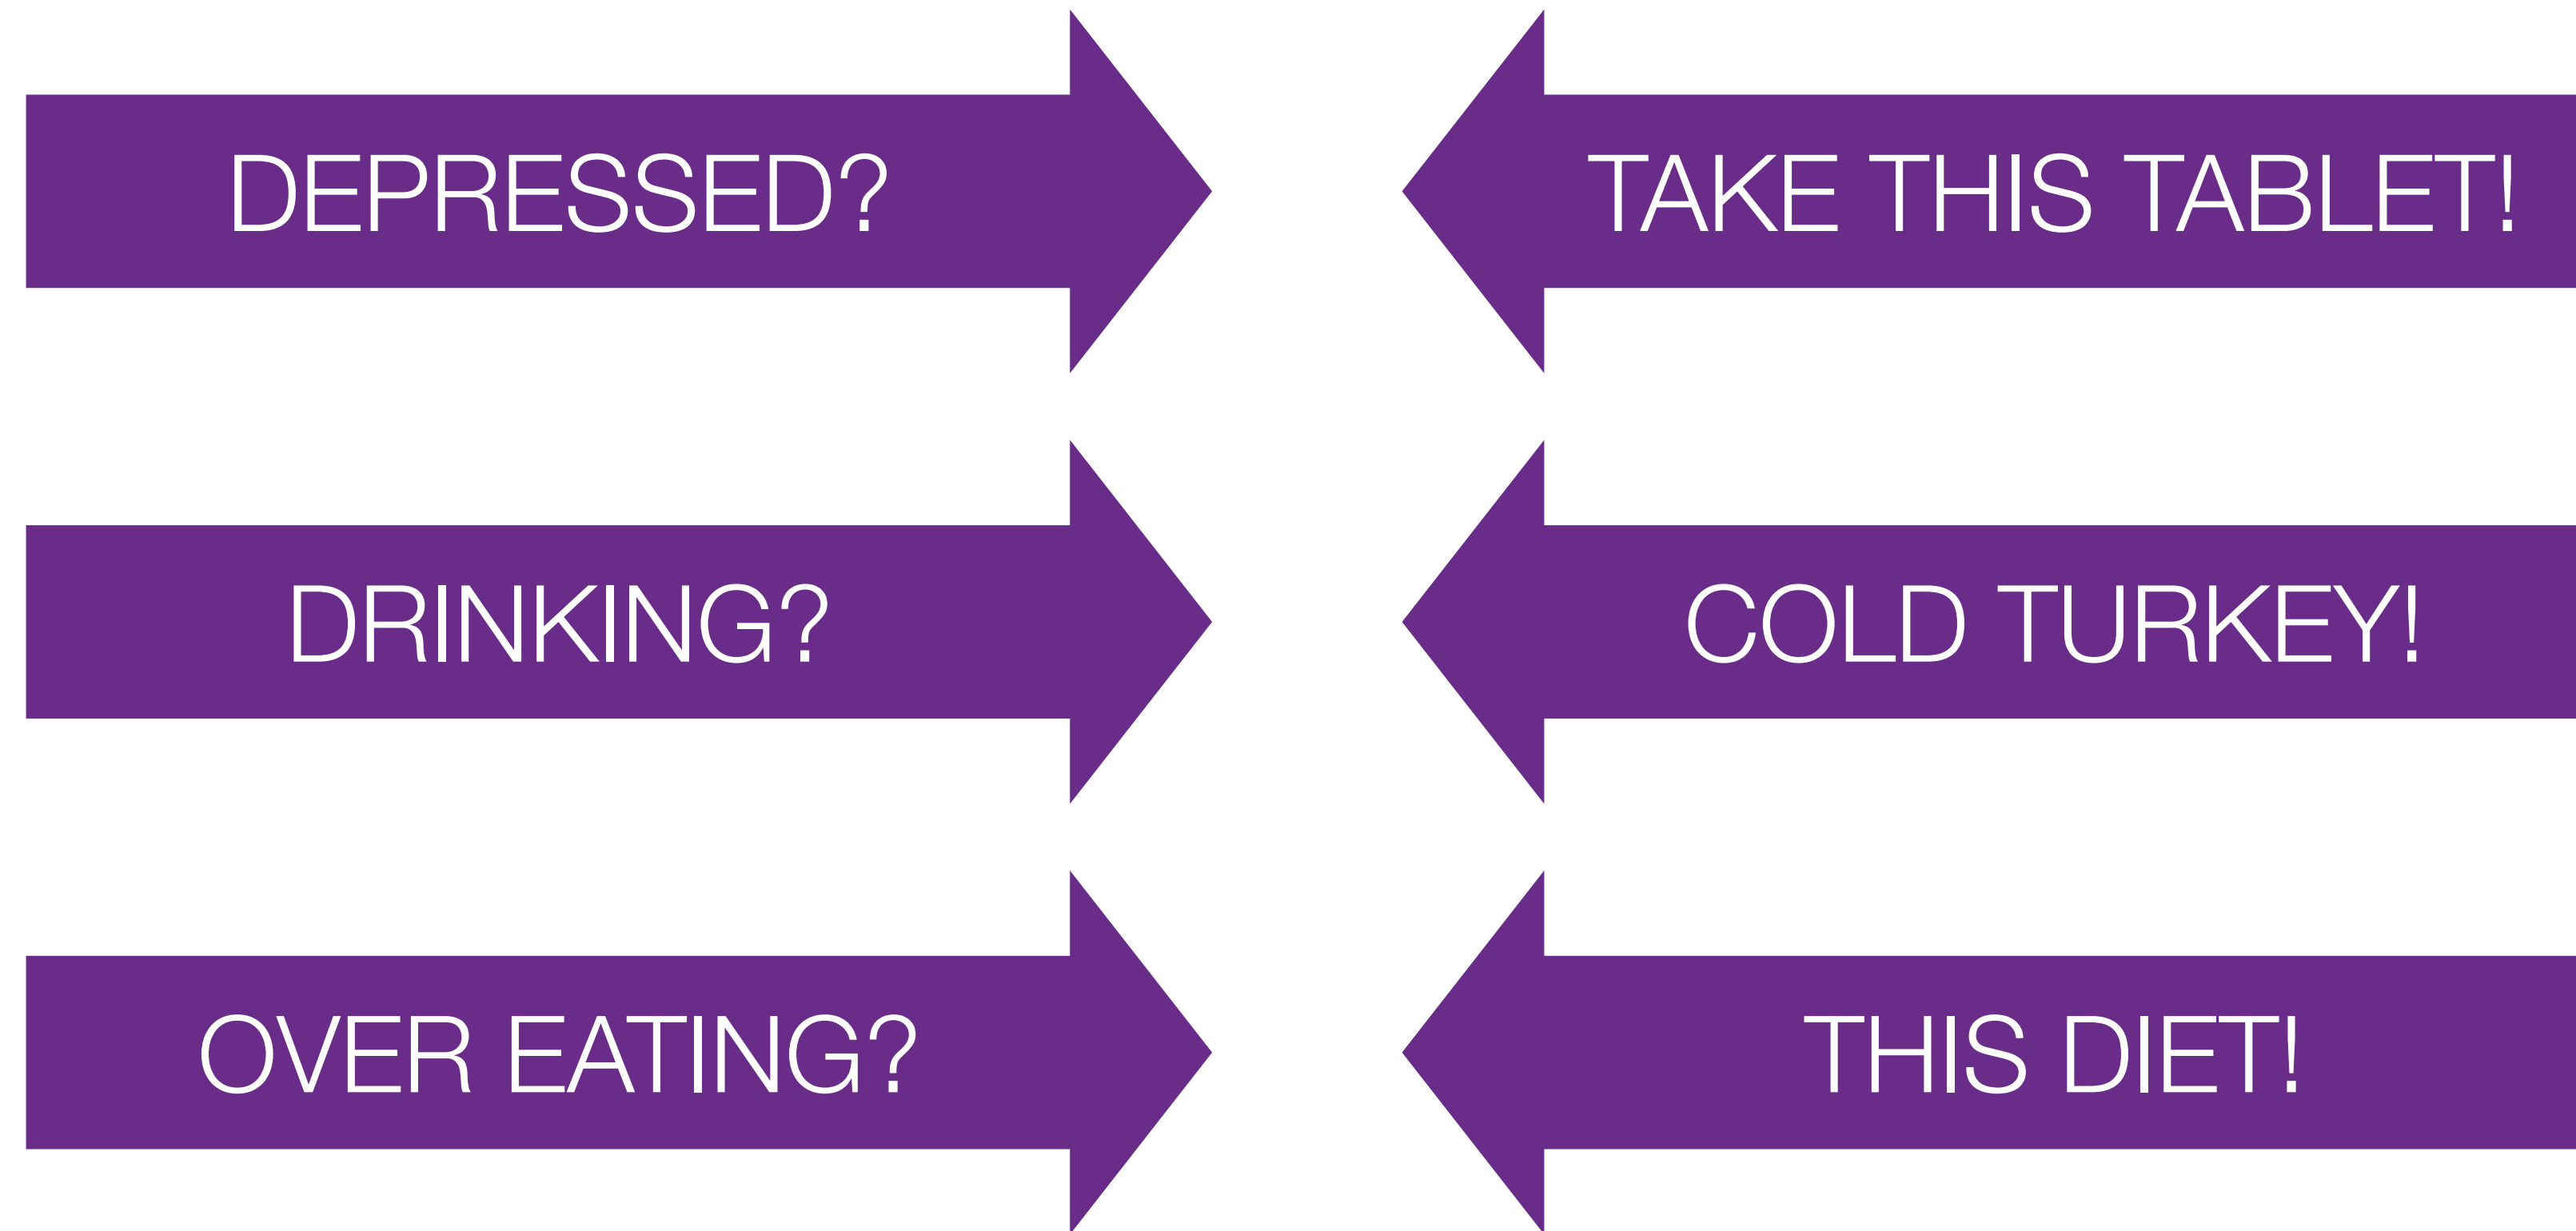 DEPRESSED?
TAKE THIS TABLET!
DRINKING?
COLD TURKEY!
OVER EATING?
THIS DIET!